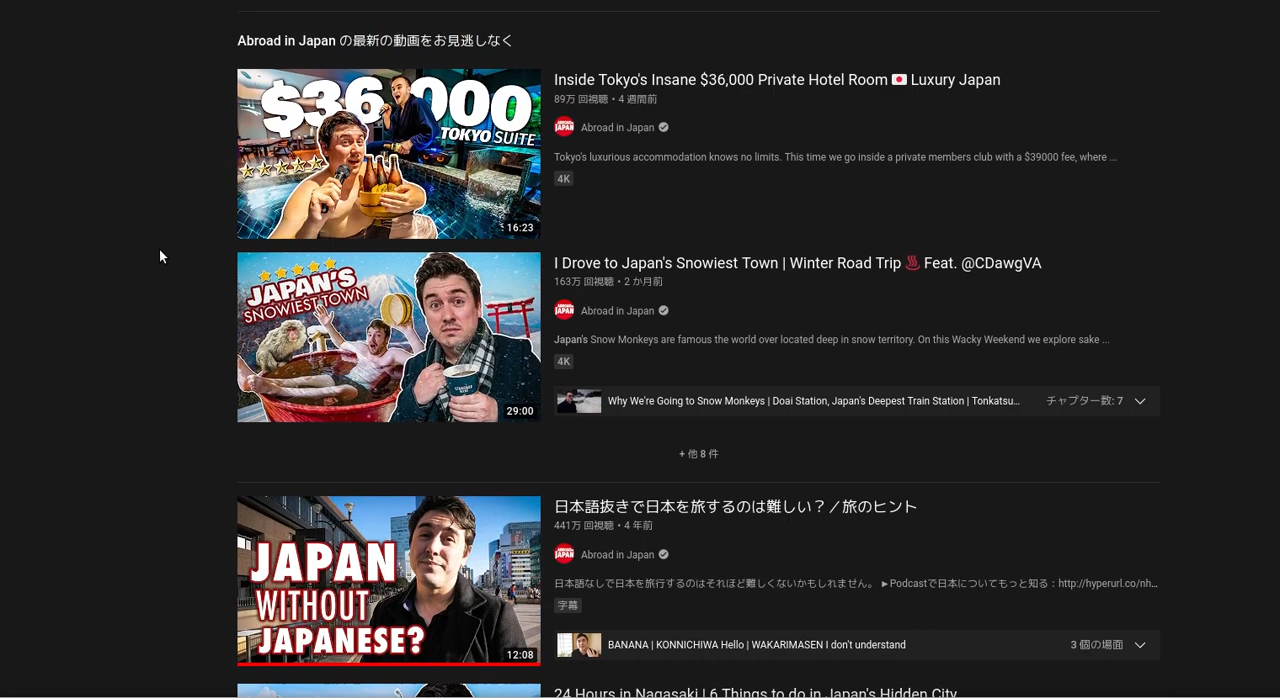 Abroad in Japan の最新の動画をお見逃しなく
$36,000
TOKYO SUITE
16:23
Inside Tokyo's Insane $36,000 Private Hotel Room 🇯🇵 Luxury Japan
89万 回視聴・4 週間前
Abroad in Japan
Tokyo's luxurious accommodation knows no limits. This time we go inside a private members club with a $39000 fee, where ...
4K
JAPAN'S
SNOWIEST TOWN
29:00
I Drove to Japan's Snowiest Town | Winter Road Trip ♨️ Feat. @CDawgVA
163万 回視聴・2 か月前
Abroad in Japan
Japan's Snow Monkeys are famous the world over located deep in snow territory. On this Wacky Weekend we explore sake ...
4K
Why We're Going to Snow Monkeys | Doai Station, Japan's Deepest Train Station | Tonkatsu...
チャプター数: 7
+ 他 8 件
JAPAN
WITHOUT
JAPANESE?
12:08
日本語抜きで日本を旅するのは難しい？／旅のヒント
441万 回視聴・4 年前
Abroad in Japan
日本語なしで日本を旅行するのはそれほど難しくないかもしれません。 ►Podcastで日本についてもっと知る：http://hyperurl.co/nh...
字幕
BANANA | KONNICHIWA Hello | WAKARIMASEN I don't understand
3 個の場面
24 Hours in Nagasaki | 6 Things to do in Japan's Hidden City